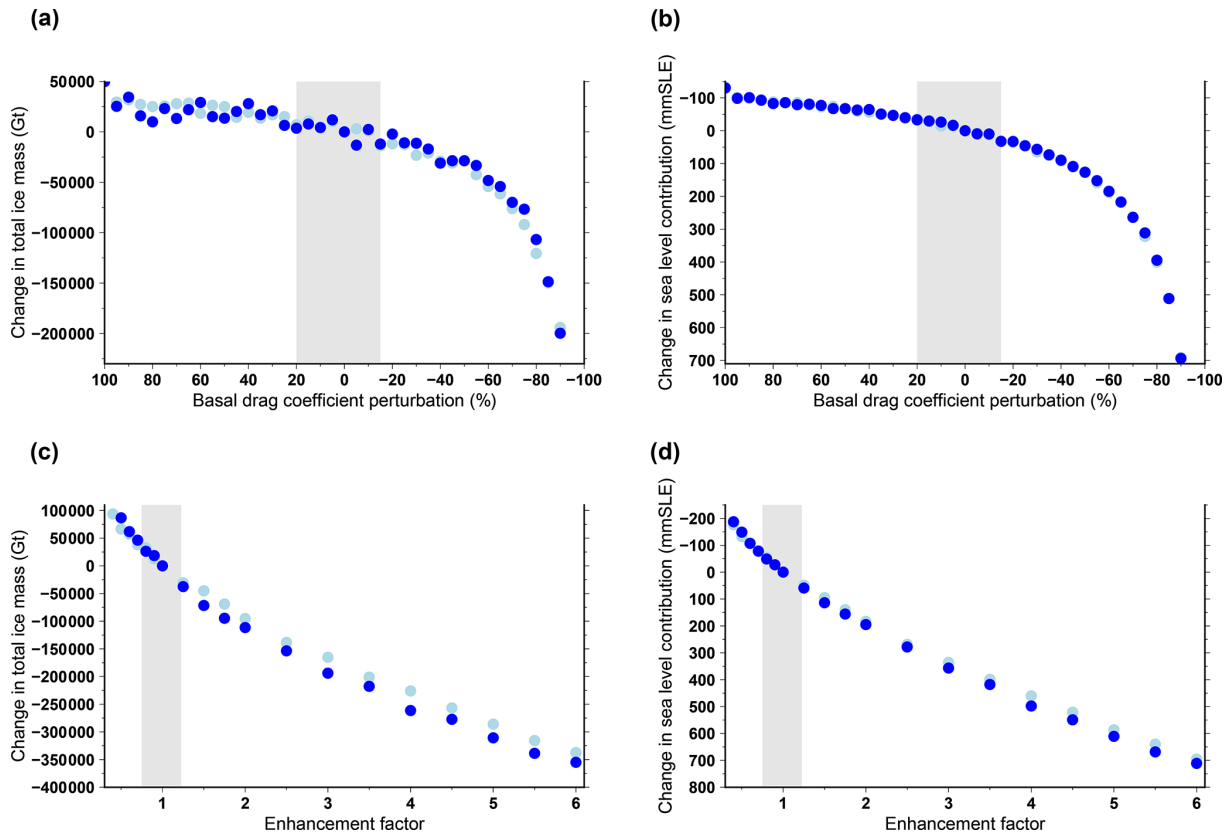 (a)
Change in total ice mass (Gt)
50000
0
−50000
−100000
−150000
−200000
100 80 60 40 20 0 −20 −40 −60 −80 −100
Basal drag coefficient perturbation (%)
(b)
Change in sea level contribution (mmSLE)
−100
0
100
200
300
400
500
600
700
100 80 60 40 20 0 −20 −40 −60 −80 −100
Basal drag coefficient perturbation (%)
(c)
Change in total ice mass (Gt)
100000
50000
0
−50000
−100000
−150000
−200000
−250000
−300000
−350000
−400000
1 2 3 4 5 6
Enhancement factor
(d)
Change in sea level contribution (mmSLE)
−200
−100
0
100
200
300
400
500
600
700
800
1 2 3 4 5 6
Enhancement factor